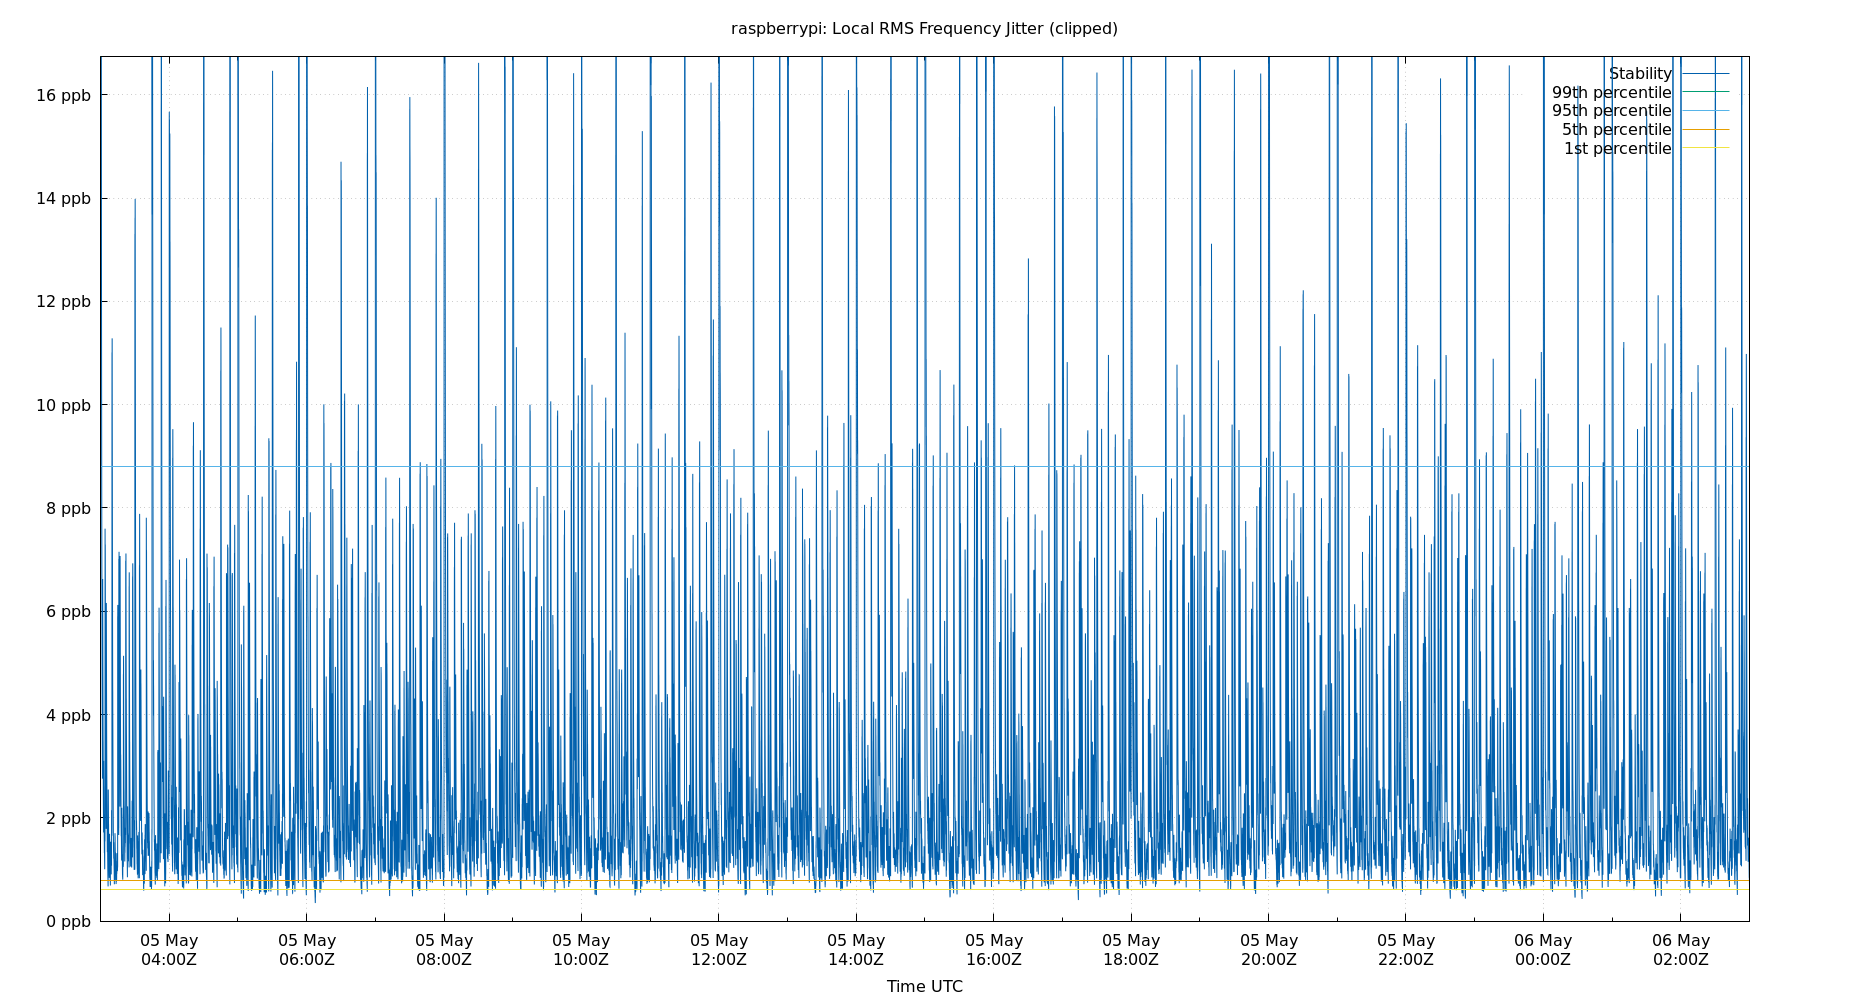 raspberrypi: Local RMS Frequency Jitter (clipped)
Stability
99th percentile
95th percentile
5th percentile
1st percentile
16 ppb
14 ppb
12 ppb
10 ppb
8 ppb
6 ppb
4 ppb
2 ppb
0 ppb
05 May 05 May 05 May 05 May 05 May 05 May 05 May 05 May 05 May 05 May 06 May 06 May
04:00Z 06:00Z 08:00Z 10:00Z 12:00Z 14:00Z 16:00Z 18:00Z 20:00Z 22:00Z 00:00Z 02:00Z
Time UTC